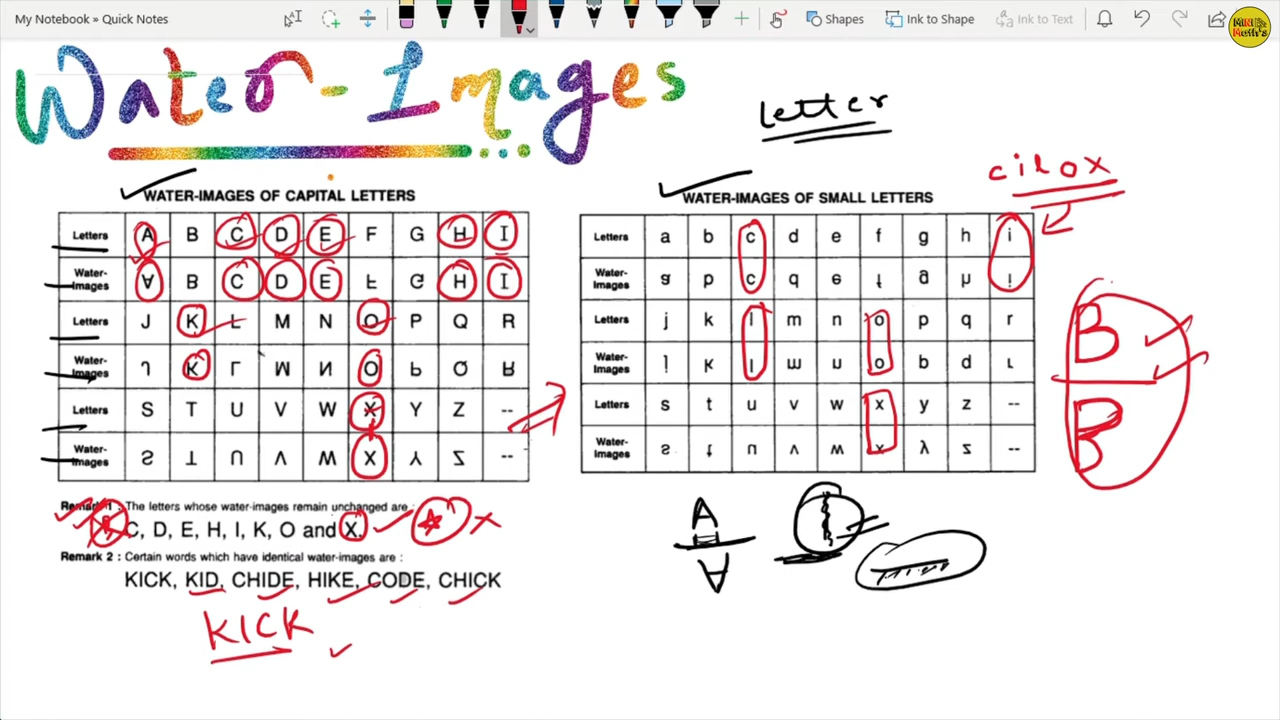 My Notebook » Quick Notes
Shapes
Ink to Shape
Ink to Text
MiNi Math's
Water-Images
letter
cilox
WATER-IMAGES OF CAPITAL LETTERS
Letters A B C D E F G H I
Water-Images
Letters J K L M N O P Q R
Water-Images
Letters S T U V W X Y Z --
Water-Images
Remark 1 : The letters whose water-images remain unchanged are :
C, D, E, H, I, K, O and X.
X
Remark 2 : Certain words which have identical water-images are :
KICK, KID, CHIDE, HIKE, CODE, CHICK
KICK
WATER-IMAGES OF SMALL LETTERS
Letters a b c d e f g h i
Water-Images
Letters j k l m n o p q r
Water-Images
Letters s t u v w x y z --
Water-Images
B
B
A